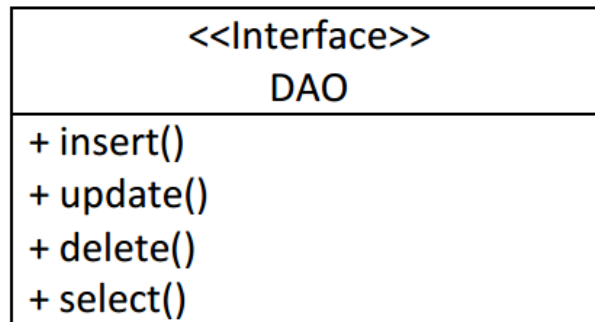 <<Interface>>
DAO
+ insert()
+ update()
+ delete()
+ select()